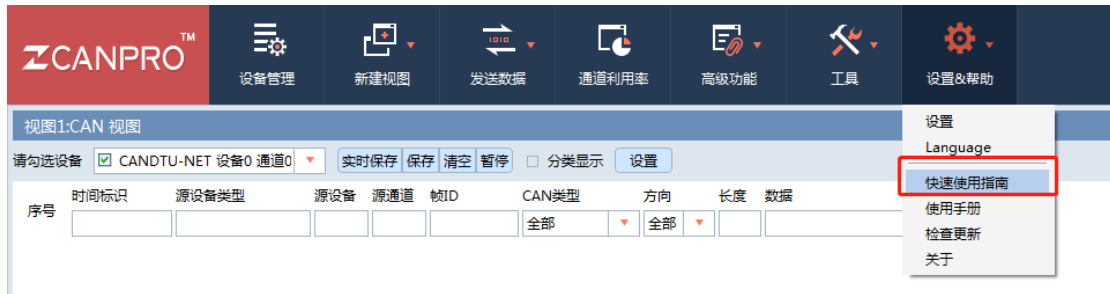 ZCANPRO™
设备管理
新建视图
发送数据
通道利用率
高级功能
工具
设置&帮助
视图1:CAN 视图
请勾选设备 CANDTU-NET 设备0 通道0 实时保存 保存 清空 暂停 分类显示 设置
序号 时间标识 源设备类型 源设备 源通道 帧ID CAN类型 方向 长度 数据
全部 全部
设置
Language
快速使用指南
使用手册
检查更新
关于